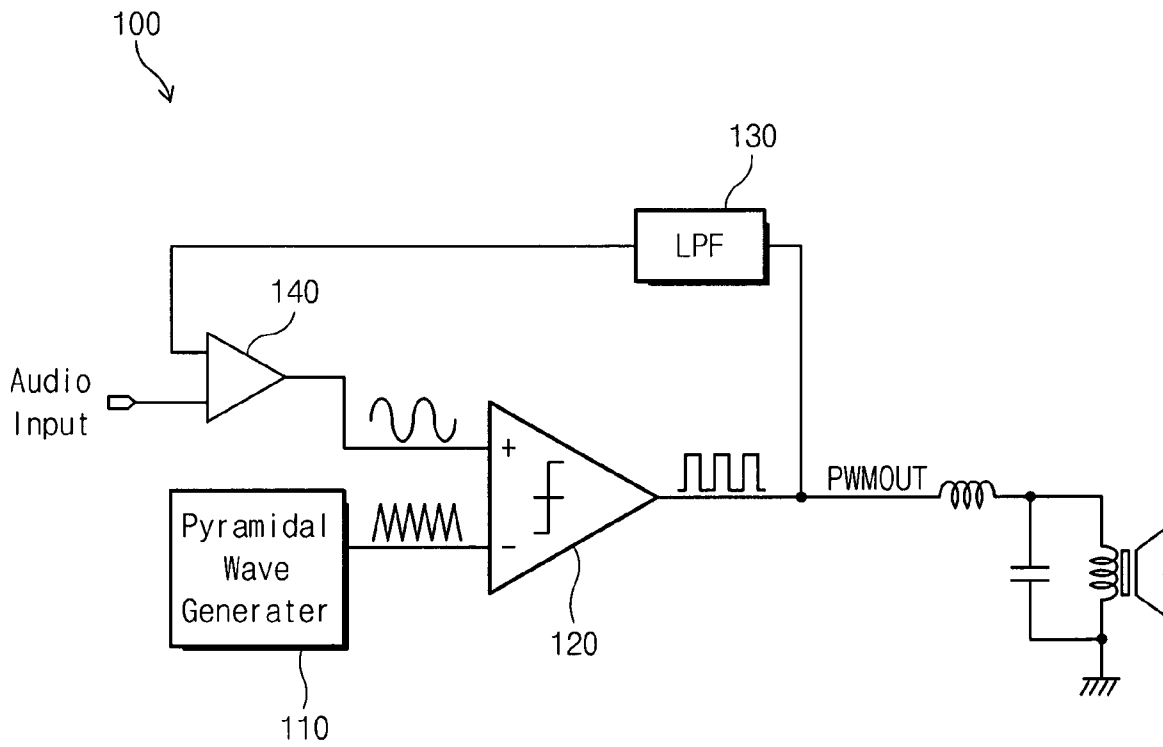 100
130
LPF
140
Audio
Input
+
PWMOUT
Pyramidal
Wave
Generater
-
120
110